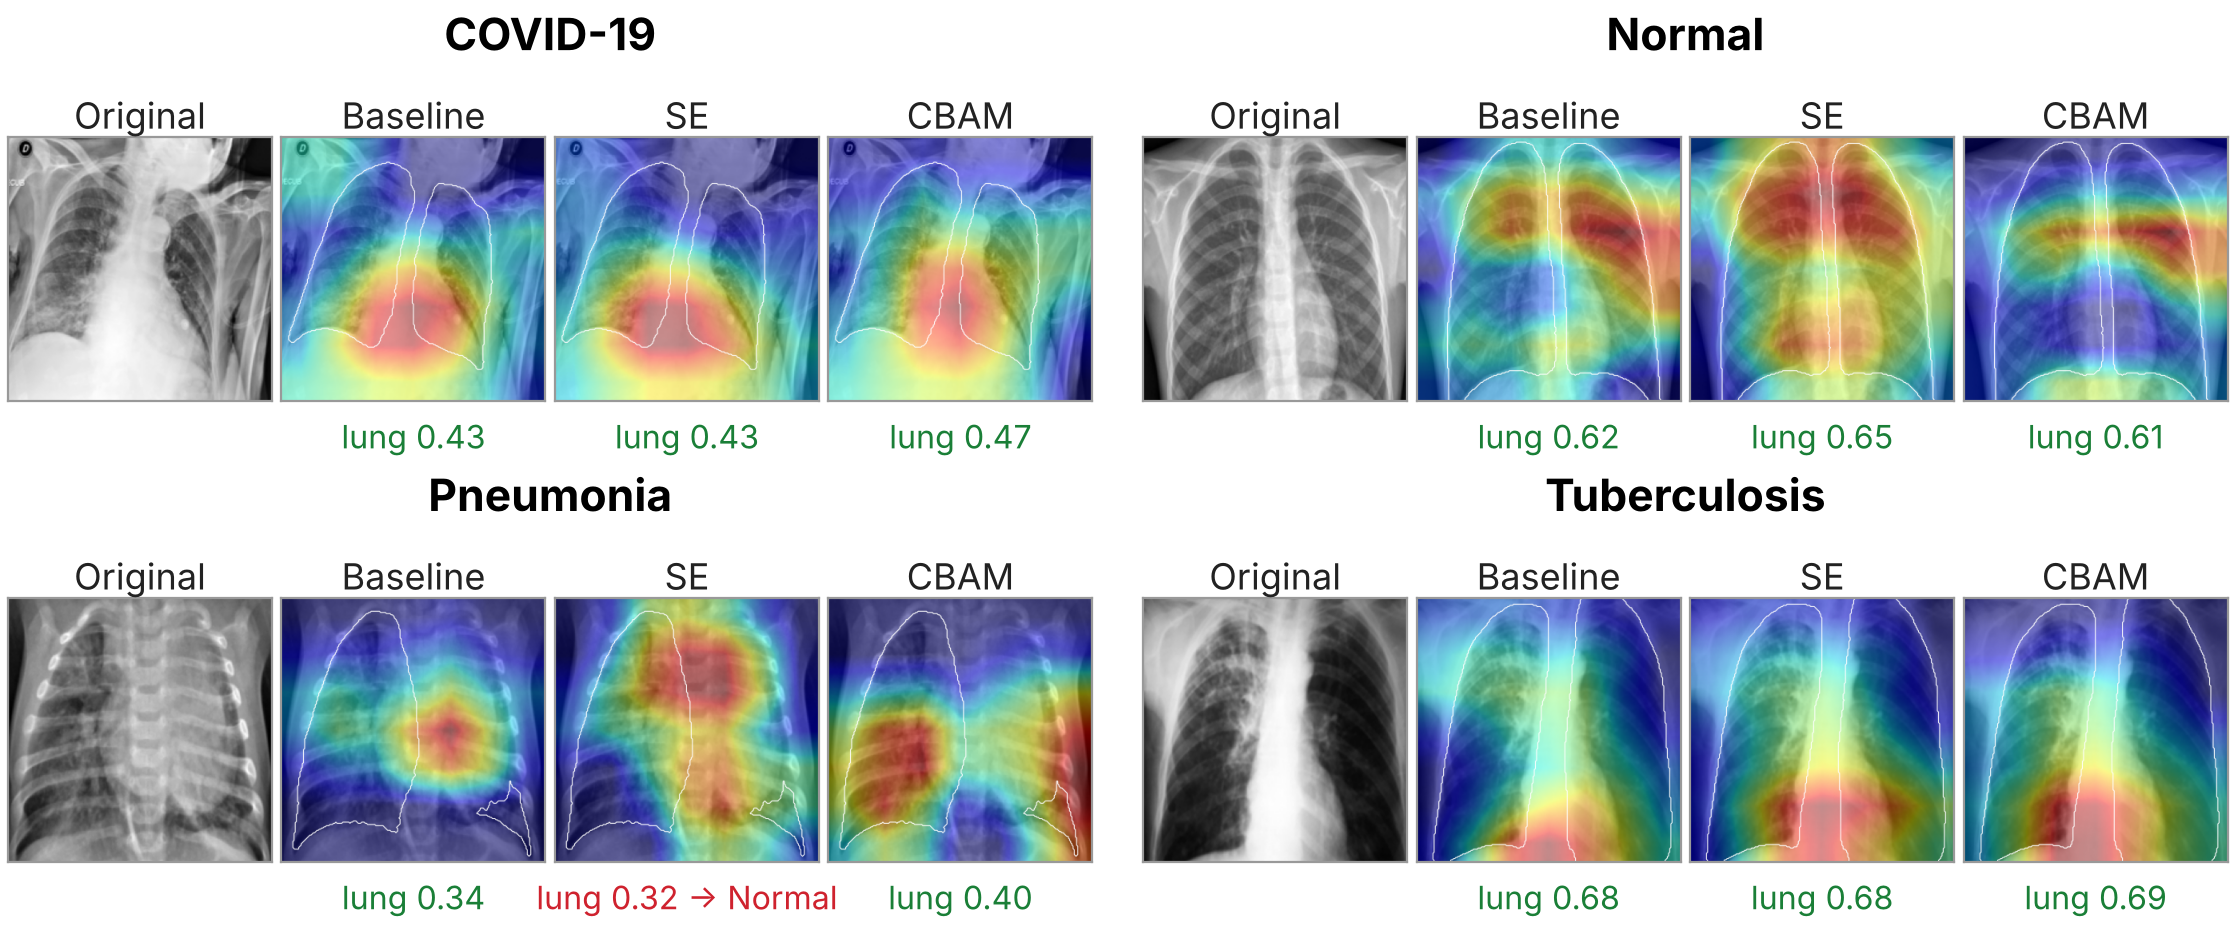 COVID-19
Original Baseline SE CBAM
D
lung 0.43 lung 0.43 lung 0.47
Normal
Original Baseline SE CBAM
lung 0.62 lung 0.65 lung 0.61
Pneumonia
Original Baseline SE CBAM
lung 0.34 lung 0.32 → Normal lung 0.40
Tuberculosis
Original Baseline SE CBAM
lung 0.68 lung 0.68 lung 0.69